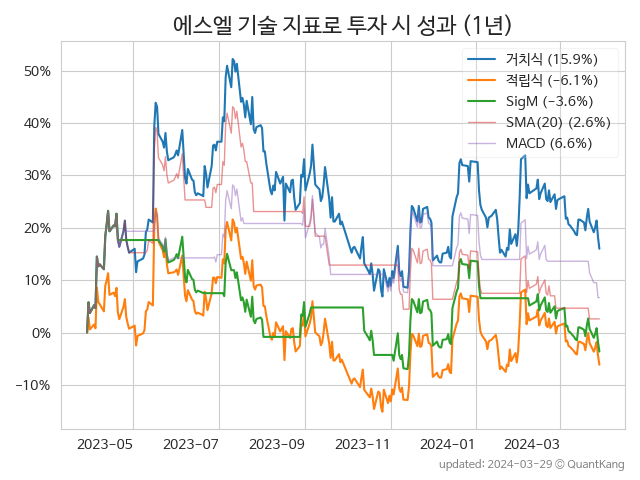 에스엘 기술 지표로 투자 시 성과 (1년)
거치식 (15.9%)
적립식 (−6.1%)
SigM (−3.6%)
SMA(20) (2.6%)
MACD (6.6%)
50%
40%
30%
20%
10%
0%
−10%
2023−05 2023−07 2023−09 2023−11 2024−01 2024−03
updated: 2024−03−29 © QuantKang